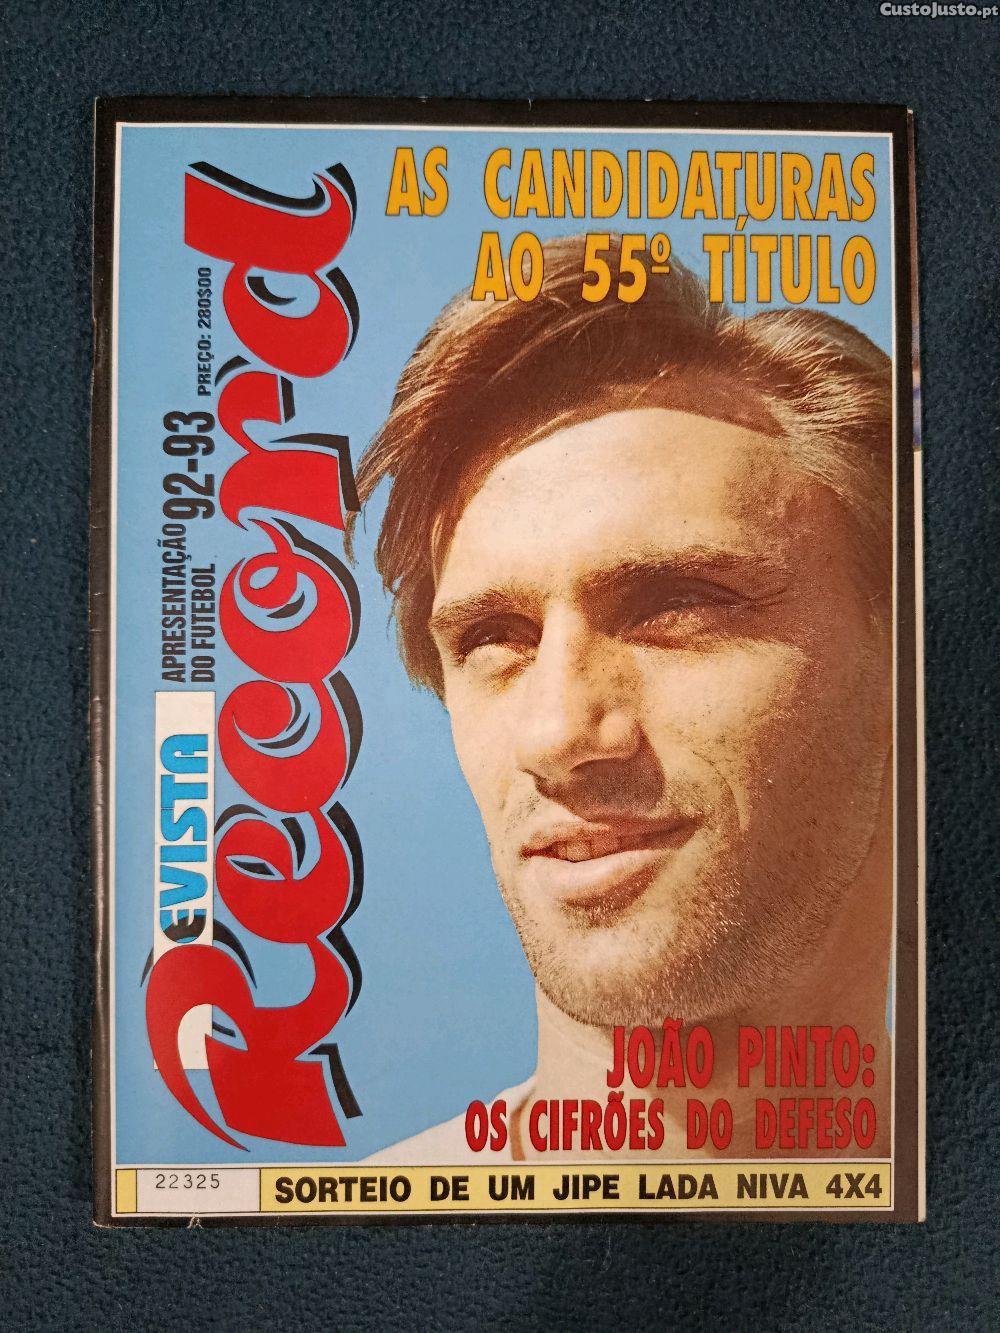 CustoJusto.pt
AS CANDIDATURAS
AO 55º TÍTULO
REVISTA
Record
APRESENTAÇÃO
DO FUTEBOL
92-93
PREÇO: 280$00
JOÃO PINTO:
OS CIFRÕES DO DEFESO
22325
SORTEIO DE UM JIPE LADA NIVA 4X4